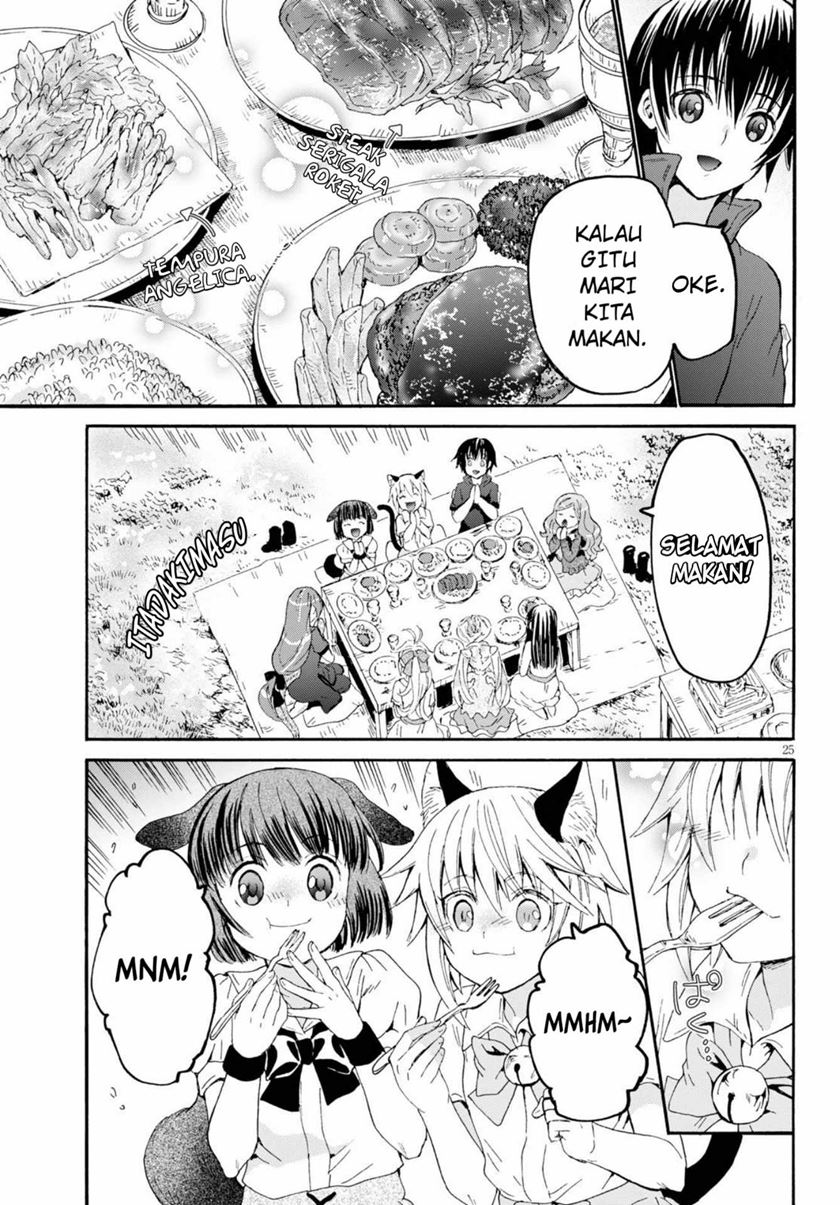 OKE.
KALAU
GITU
MARI
KITA
MAKAN.
STEAK
SERIGALA
ROKET.
TEMPURA
ANGELICA.
SELAMAT
MAKAN!
ITADAKIMASU
25
ぱく…
MMHM~
MNM!